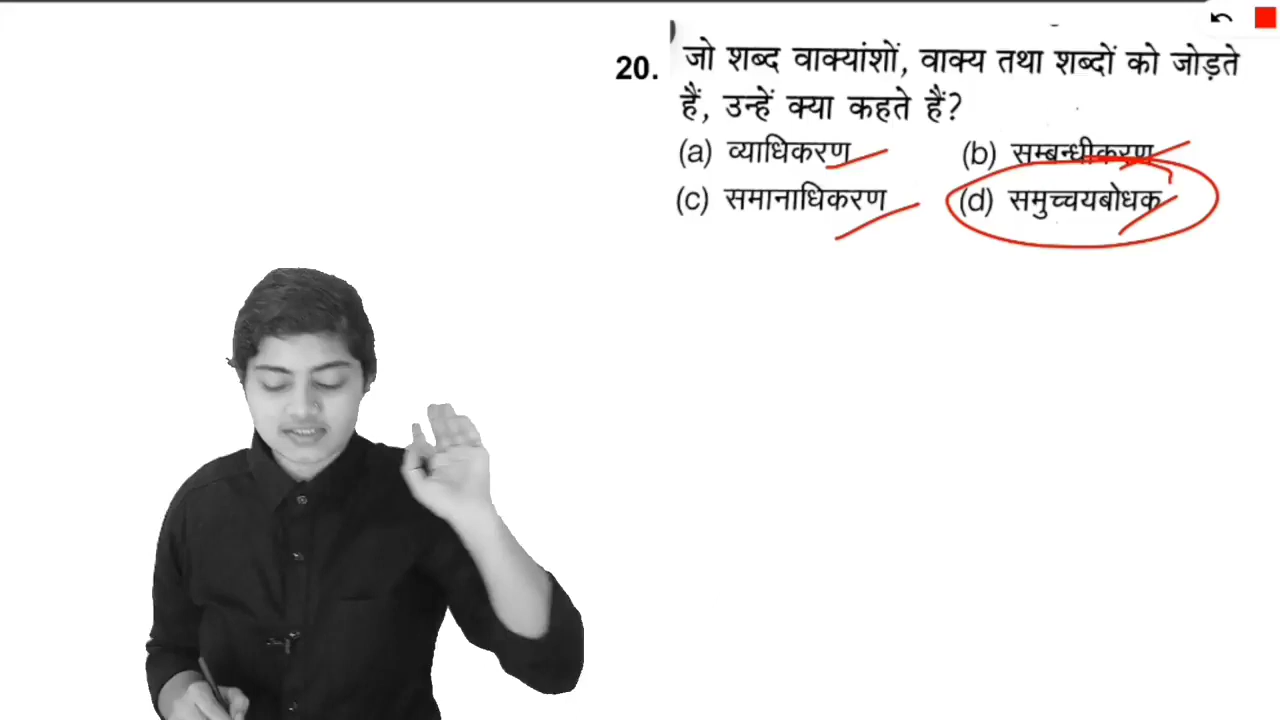 20. जो शब्द वाक्यांशों, वाक्य तथा शब्दों को जोड़ते
हैं, उन्हें क्या कहते हैं?
(a) व्याधिकरण (b) सम्बन्धीकरण
(c) समानाधिकरण (d) समुच्चयबोधक